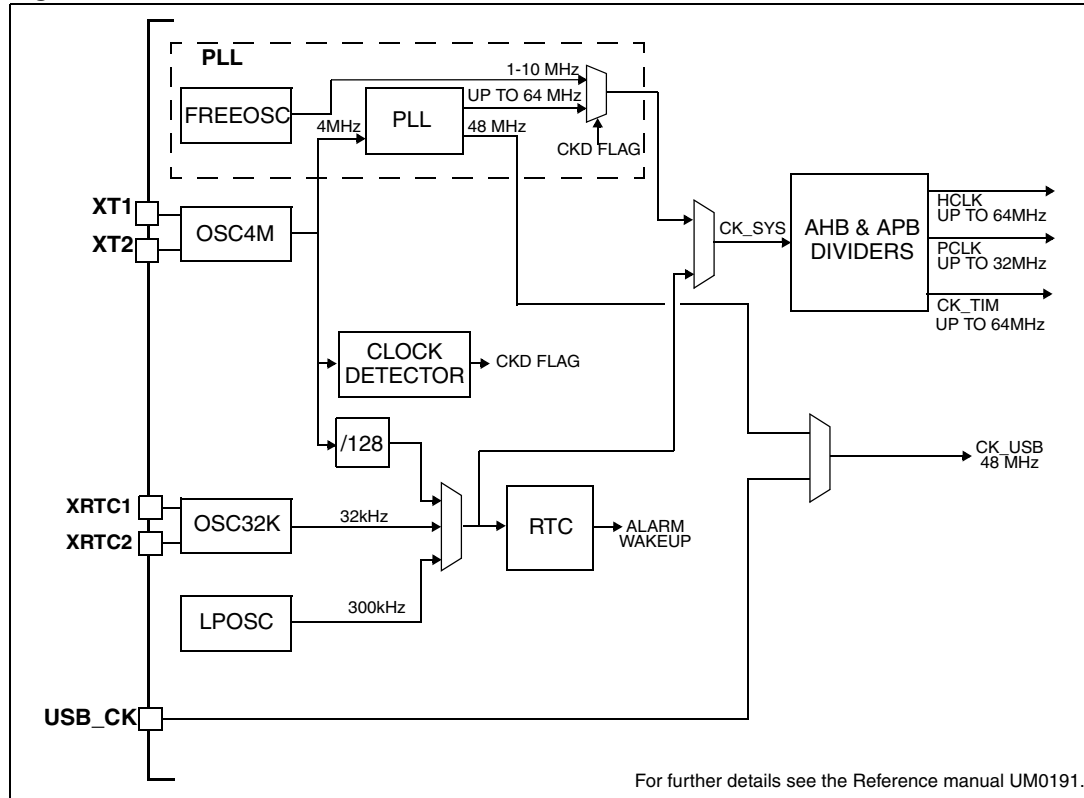 PLL
1-10 MHz
FREEOSC
UP TO 64 MHz
4MHz
PLL
48 MHz
CKD FLAG
XT1
XT2
OSC4M
CK_SYS
AHB & APB
DIVIDERS
HCLK
UP TO 64MHz
PCLK
UP TO 32MHz
CK_TIM
UP TO 64MHz
CLOCK
DETECTOR
CKD FLAG
/128
CK_USB
48 MHz
XRTC1
XRTC2
OSC32K
32kHz
RTC
ALARM
WAKEUP
LPOSC
300kHz
USB_CK
For further details see the Reference manual UM0191.